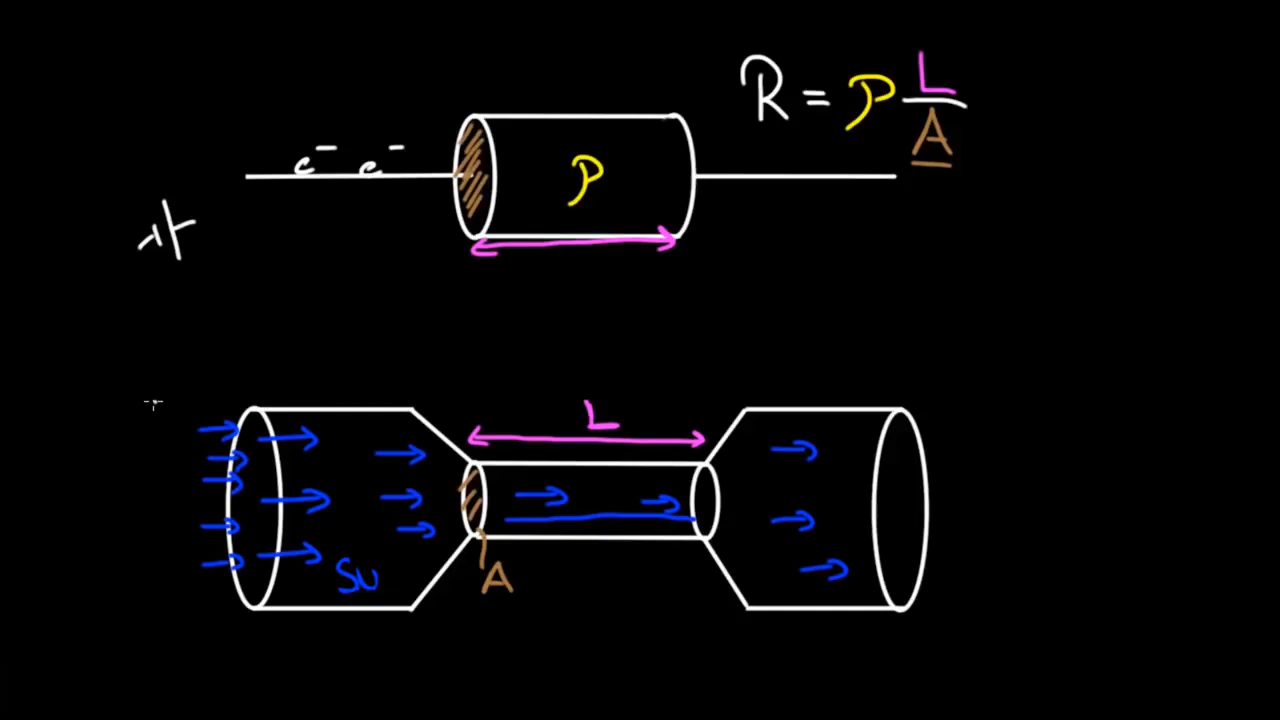 R = ρ L/A
e⁻ e⁻
ρ
L
SU
A